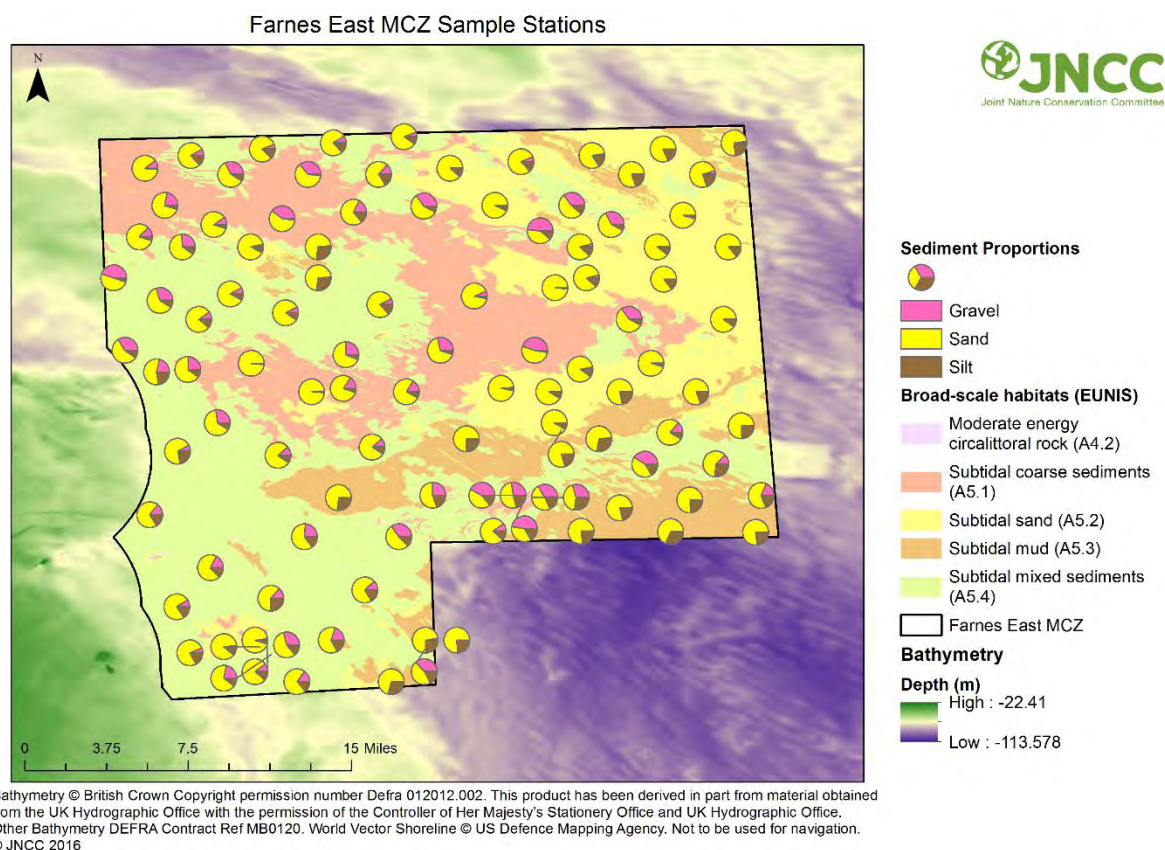 Farnes East MCZ Sample Stations
N
JNCC
Joint Nature Conservation Committee
Sediment Proportions
Gravel
Sand
Silt
Broad-scale habitats (EUNIS)
Moderate energy
circalittoral rock (A4.2)
Subtidal coarse sediments
(A5.1)
Subtidal sand (A5.2)
Subtidal mud (A5.3)
Subtidal mixed sediments
(A5.4)
Farnes East MCZ
Bathymetry
Depth (m)
High : -22.41
Low : -113.578
0 3.75 7.5 15 Miles
Bathymetry © British Crown Copyright permission number Defra 012012.002. This product has been derived in part from material obtained
from the UK Hydrographic Office with the permission of the Controller of Her Majesty's Stationery Office and UK Hydrographic Office.
Other Bathymetry DEFRA Contract Ref MB0120. World Vector Shoreline © US Defence Mapping Agency. Not to be used for navigation.
© JNCC 2016